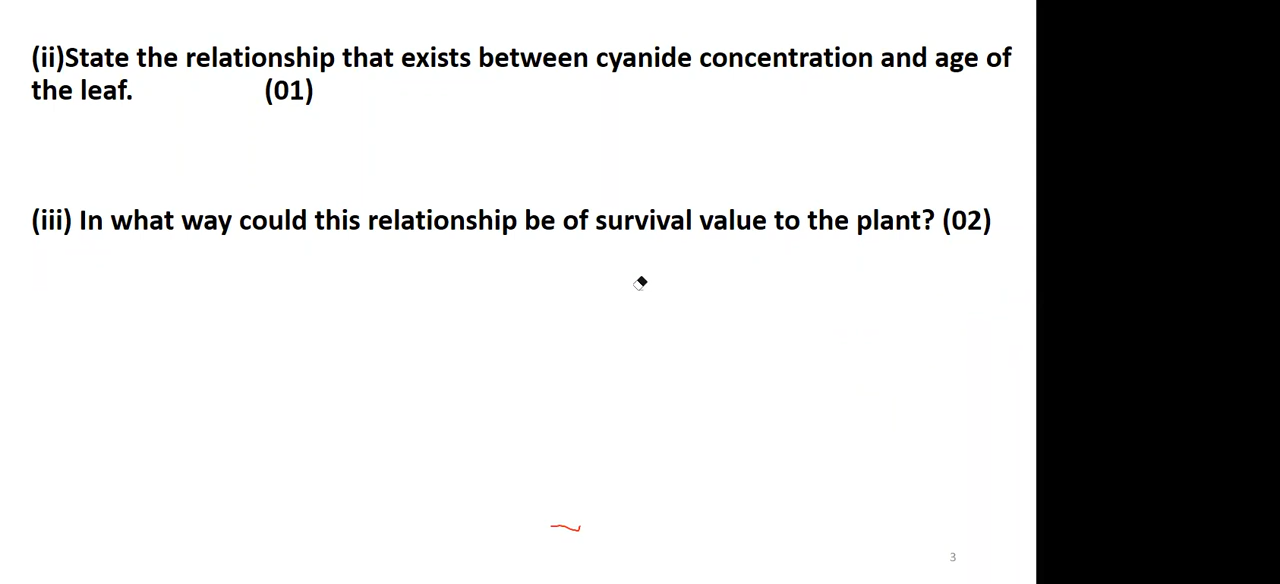 (ii)State the relationship that exists between cyanide concentration and age of
the leaf. (01)
(iii) In what way could this relationship be of survival value to the plant? (02)
3